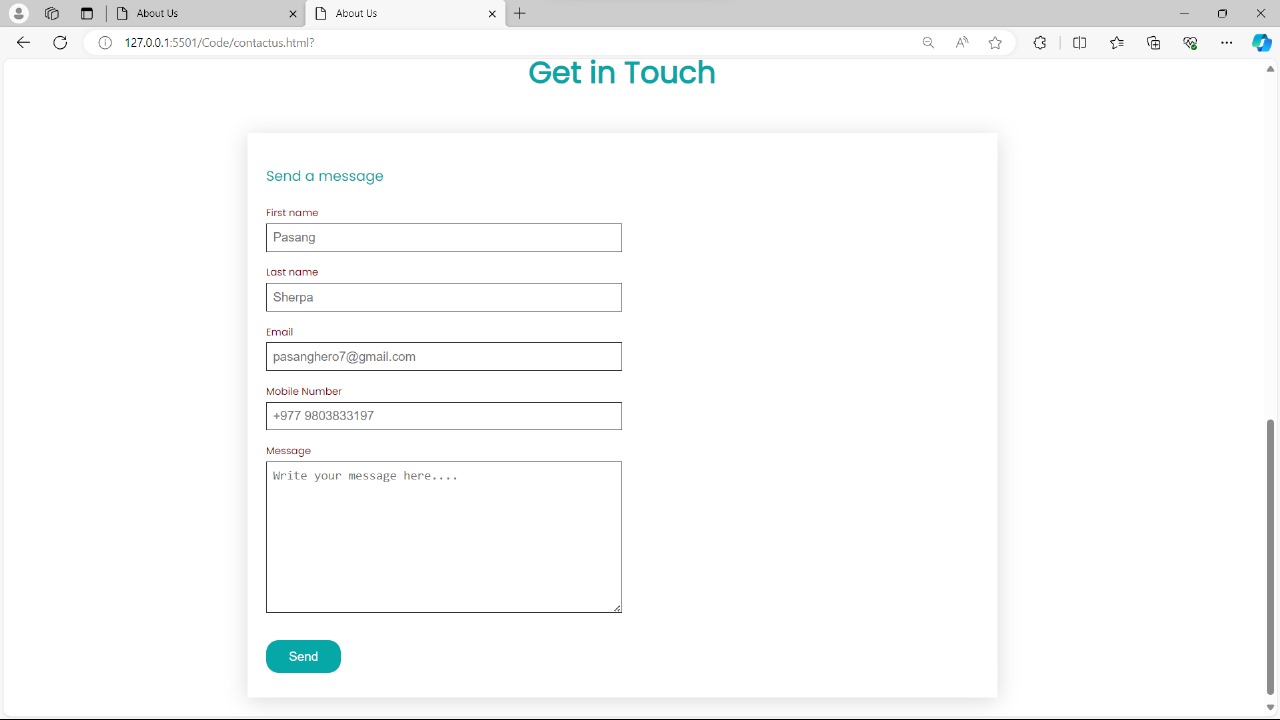 About Us
About Us
127.0.0.1:5501/Code/contactus.html?
Get in Touch
Send a message
First name
Pasang
Last name
Sherpa
Email
pasanghero7@gmail.com
Mobile Number
+977 9803833197
Message
Write your message here....
Send